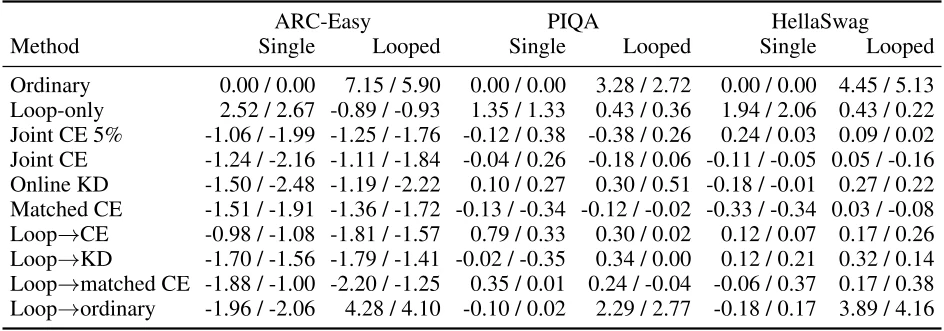 ARC-Easy PIQA HellaSwag
Method Single Looped Single Looped Single Looped
Ordinary 0.00 / 0.00 7.15 / 5.90 0.00 / 0.00 3.28 / 2.72 0.00 / 0.00 4.45 / 5.13
Loop-only 2.52 / 2.67 -0.89 / -0.93 1.35 / 1.33 0.43 / 0.36 1.94 / 2.06 0.43 / 0.22
Joint CE 5% -1.06 / -1.99 -1.25 / -1.76 -0.12 / 0.38 -0.38 / 0.26 0.24 / 0.03 0.09 / 0.02
Joint CE -1.24 / -2.16 -1.11 / -1.84 -0.04 / 0.26 -0.18 / 0.06 -0.11 / -0.05 0.05 / -0.16
Online KD -1.50 / -2.48 -1.19 / -2.22 0.10 / 0.27 0.30 / 0.51 -0.18 / -0.01 0.27 / 0.22
Matched CE -1.51 / -1.91 -1.36 / -1.72 -0.13 / -0.34 -0.12 / -0.02 -0.33 / -0.34 0.03 / -0.08
Loop→CE -0.98 / -1.08 -1.81 / -1.57 0.79 / 0.33 0.30 / 0.02 0.12 / 0.07 0.17 / 0.26
Loop→KD -1.70 / -1.56 -1.79 / -1.41 -0.02 / -0.35 0.34 / 0.00 0.12 / 0.21 0.32 / 0.14
Loop→matched CE -1.88 / -1.00 -2.20 / -1.25 0.35 / 0.01 0.24 / -0.04 -0.06 / 0.37 0.17 / 0.38
Loop→ordinary -1.96 / -2.06 4.28 / 4.10 -0.10 / 0.02 2.29 / 2.77 -0.18 / 0.17 3.89 / 4.16